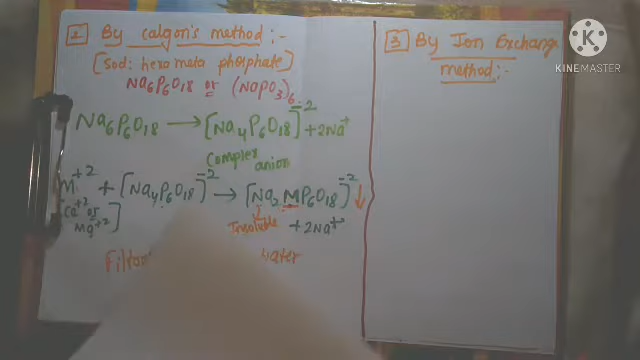 2 By calgon's method :-
[Sod: hexa meta phosphate]
Na6P6O18 or (NaPO3)6
Na6P6O18 → [Na4P6O18]-2 + 2Na+
Complex anion
M+2 + [Na4P6O18]-2 → [Na2MP6O18]-2 ↓
[Ca+2 or Mg+2]
Insoluble + 2Na+
water
3 By Ion Exchange
method :-
KINEMASTER